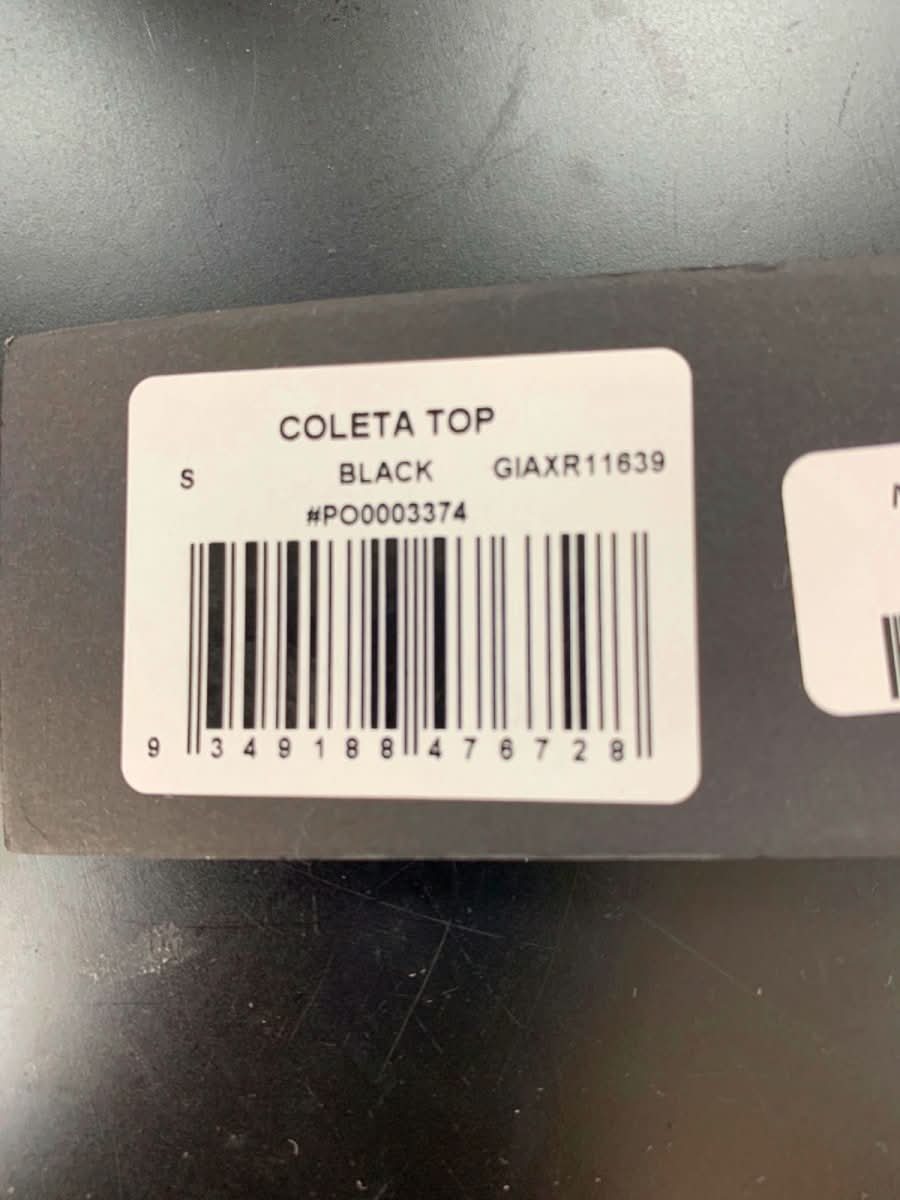 COLETA TOP
S BLACK GIAXR11639
#PO0003374
9 349188 476728